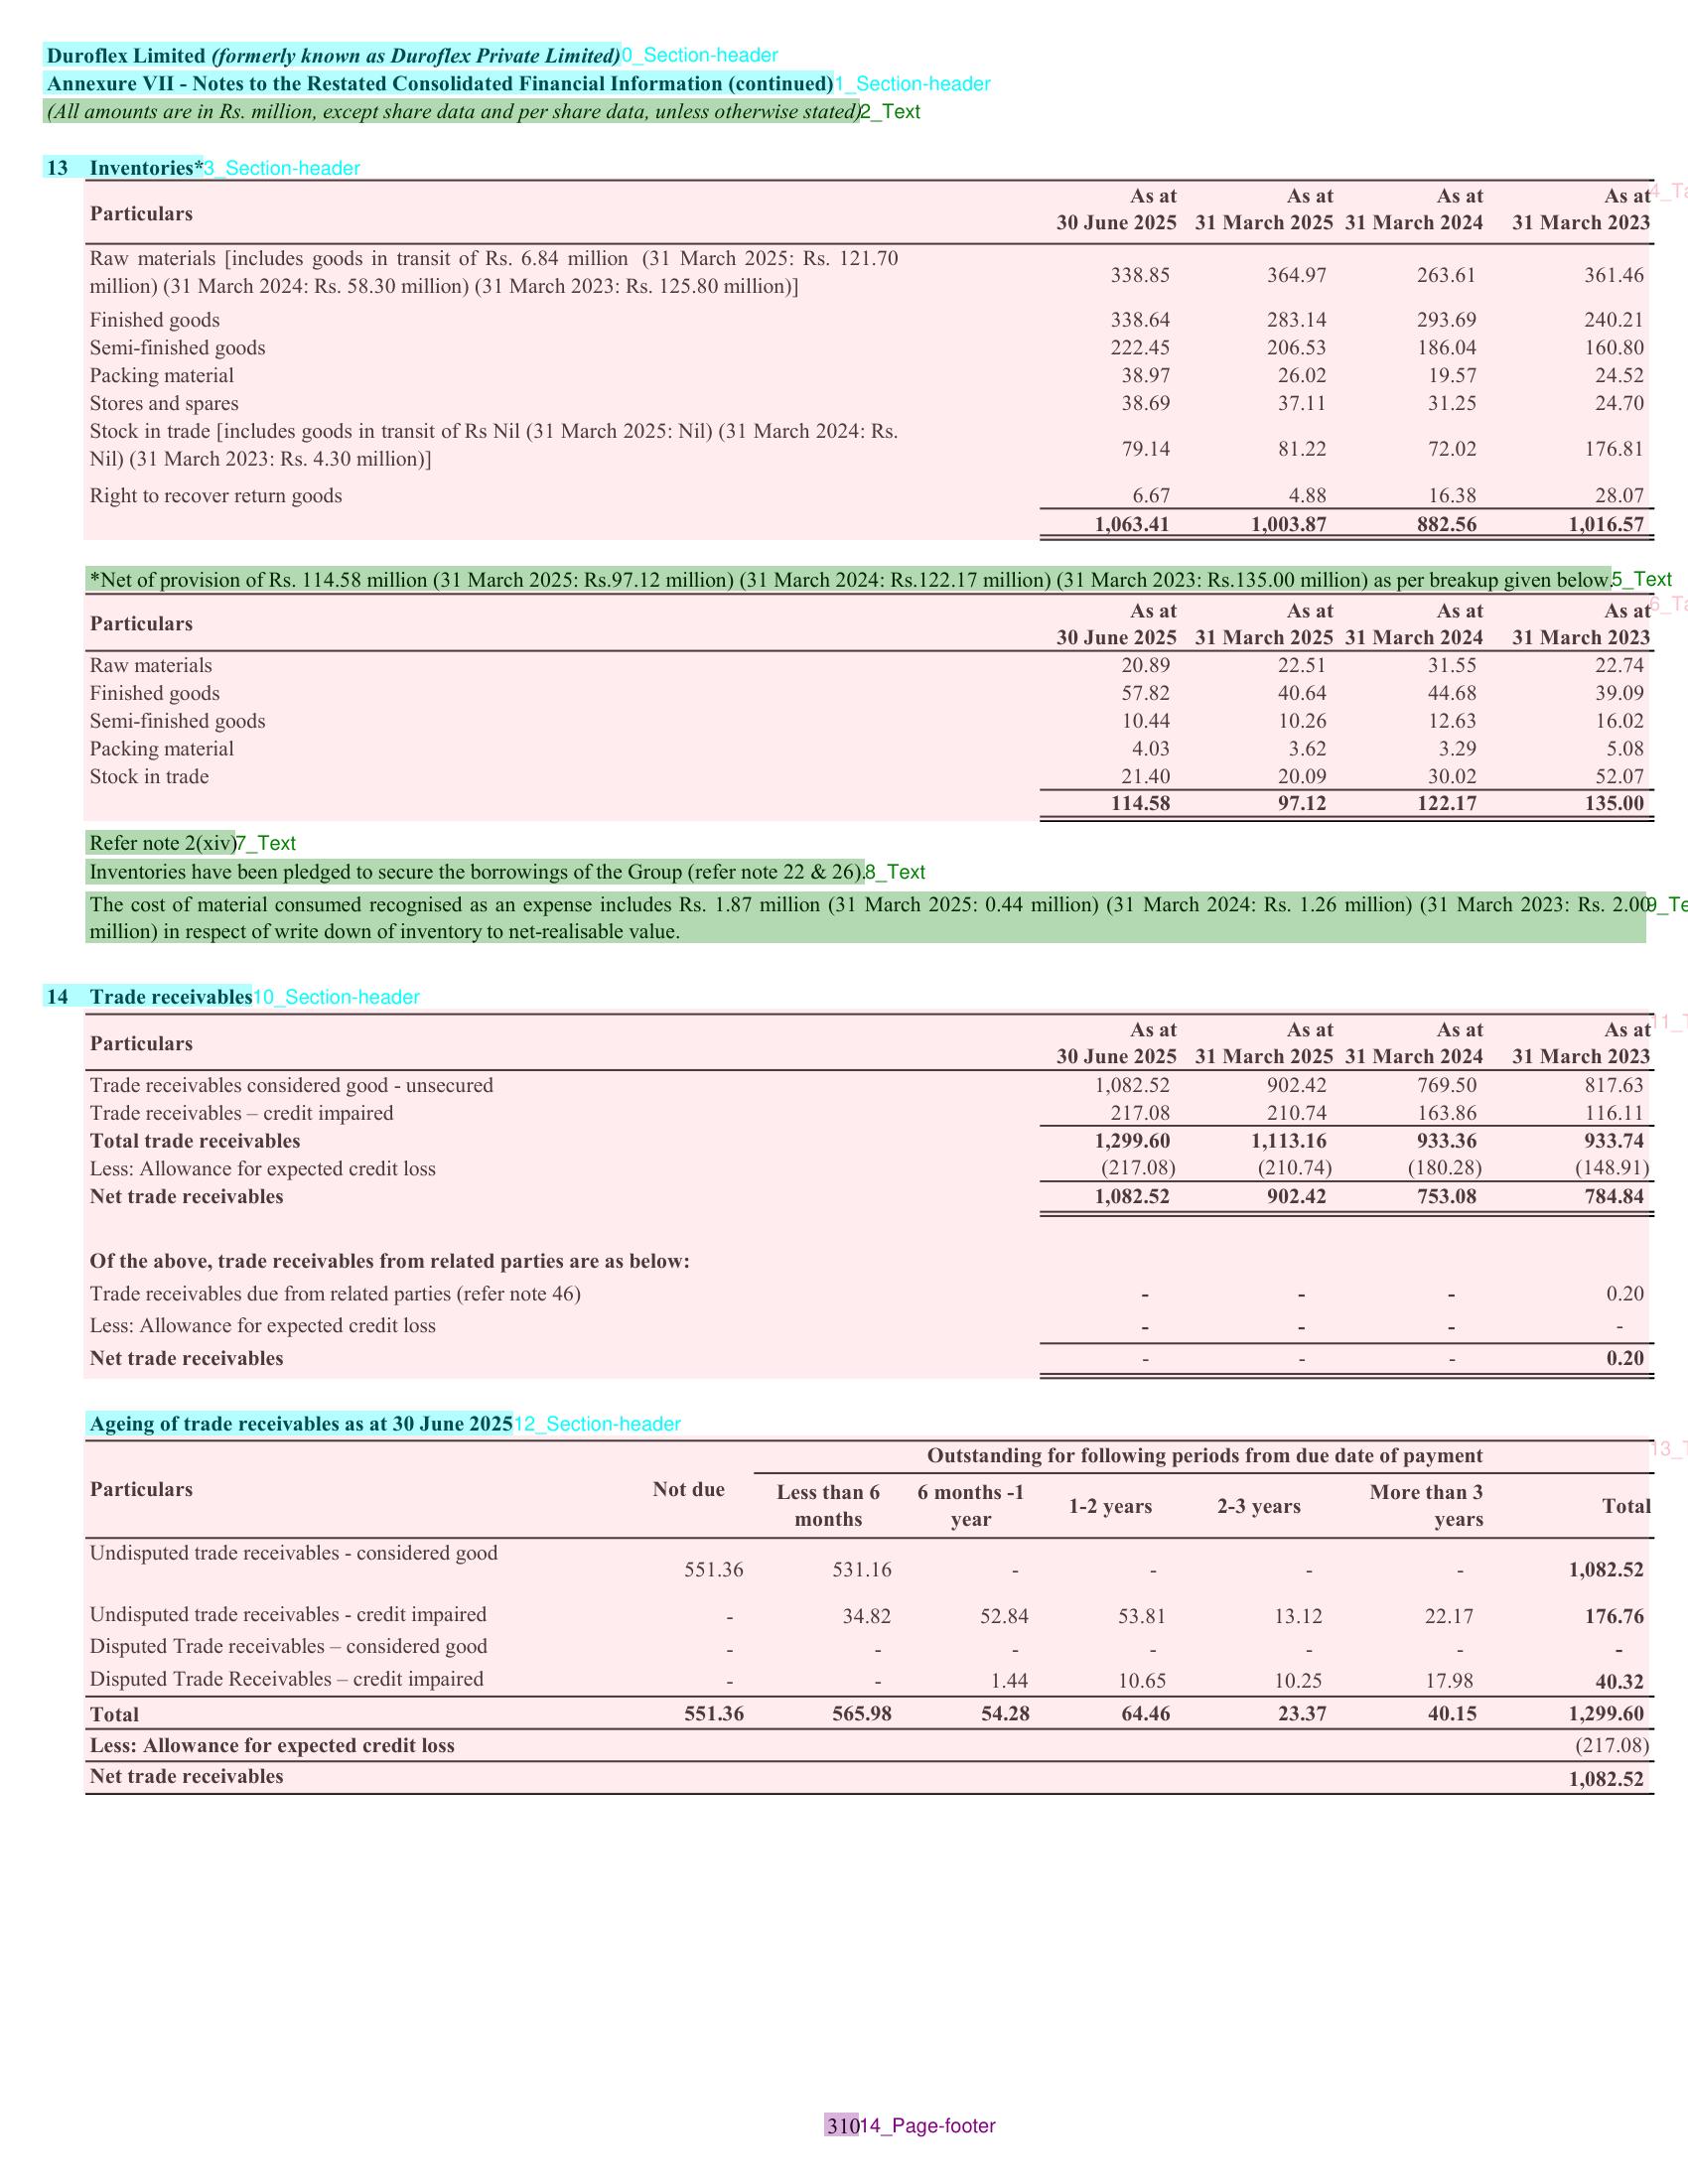 Duroflex Limited (formerly known as Duroflex Private Limited)0_Section-header
Annexure VII - Notes to the Restated Consolidated Financial Information (continued)1_Section-header
(All amounts are in Rs. million, except share data and per share data, unless otherwise stated)2_Text
13 Inventories*3_Section-header
Particulars As at 30 June 2025 As at 31 March 2025 As at 31 March 2024 As at 31 March 2023
Raw materials [includes goods in transit of Rs. 6.84 million (31 March 2025: Rs. 121.70
million) (31 March 2024: Rs. 58.30 million) (31 March 2023: Rs. 125.80 million)] 338.85 364.97 263.61 361.46
Finished goods 338.64 283.14 293.69 240.21
Semi-finished goods 222.45 206.53 186.04 160.80
Packing material 38.97 26.02 19.57 24.52
Stores and spares 38.69 37.11 31.25 24.70
Stock in trade [includes goods in transit of Rs Nil (31 March 2025: Nil) (31 March 2024: Rs.
Nil) (31 March 2023: Rs. 4.30 million)] 79.14 81.22 72.02 176.81
Right to recover return goods 6.67 4.88 16.38 28.07
1,063.41 1,003.87 882.56 1,016.57
*Net of provision of Rs. 114.58 million (31 March 2025: Rs.97.12 million) (31 March 2024: Rs.122.17 million) (31 March 2023: Rs.135.00 million) as per breakup given below.5_Text
Particulars As at 30 June 2025 As at 31 March 2025 As at 31 March 2024 As at 31 March 2023
Raw materials 20.89 22.51 31.55 22.74
Finished goods 57.82 40.64 44.68 39.09
Semi-finished goods 10.44 10.26 12.63 16.02
Packing material 4.03 3.62 3.29 5.08
Stock in trade 21.40 20.09 30.02 52.07
114.58 97.12 122.17 135.00
Refer note 2(xiv)7_Text
Inventories have been pledged to secure the borrowings of the Group (refer note 22 & 26).8_Text
The cost of material consumed recognised as an expense includes Rs. 1.87 million (31 March 2025: 0.44 million) (31 March 2024: Rs. 1.26 million) (31 March 2023: Rs. 2.00
million) in respect of write down of inventory to net-realisable value.
14 Trade receivables10_Section-header
Particulars As at 30 June 2025 As at 31 March 2025 As at 31 March 2024 As at 31 March 2023
Trade receivables considered good - unsecured 1,082.52 902.42 769.50 817.63
Trade receivables – credit impaired 217.08 210.74 163.86 116.11
Total trade receivables 1,299.60 1,113.16 933.36 933.74
Less: Allowance for expected credit loss (217.08) (210.74) (180.28) (148.91)
Net trade receivables 1,082.52 902.42 753.08 784.84
Of the above, trade receivables from related parties are as below:
Trade receivables due from related parties (refer note 46) - - - 0.20
Less: Allowance for expected credit loss - - - -
Net trade receivables - - - 0.20
Ageing of trade receivables as at 30 June 202512_Section-header
Outstanding for following periods from due date of payment
Particulars Not due Less than 6 months 6 months -1 year 1-2 years 2-3 years More than 3 years Total
Undisputed trade receivables - considered good 551.36 531.16 - - - - 1,082.52
Undisputed trade receivables - credit impaired - 34.82 52.84 53.81 13.12 22.17 176.76
Disputed Trade receivables – considered good - - - - - - -
Disputed Trade Receivables – credit impaired - - 1.44 10.65 10.25 17.98 40.32
Total 551.36 565.98 54.28 64.46 23.37 40.15 1,299.60
Less: Allowance for expected credit loss (217.08)
Net trade receivables 1,082.52
31014_Page-footer